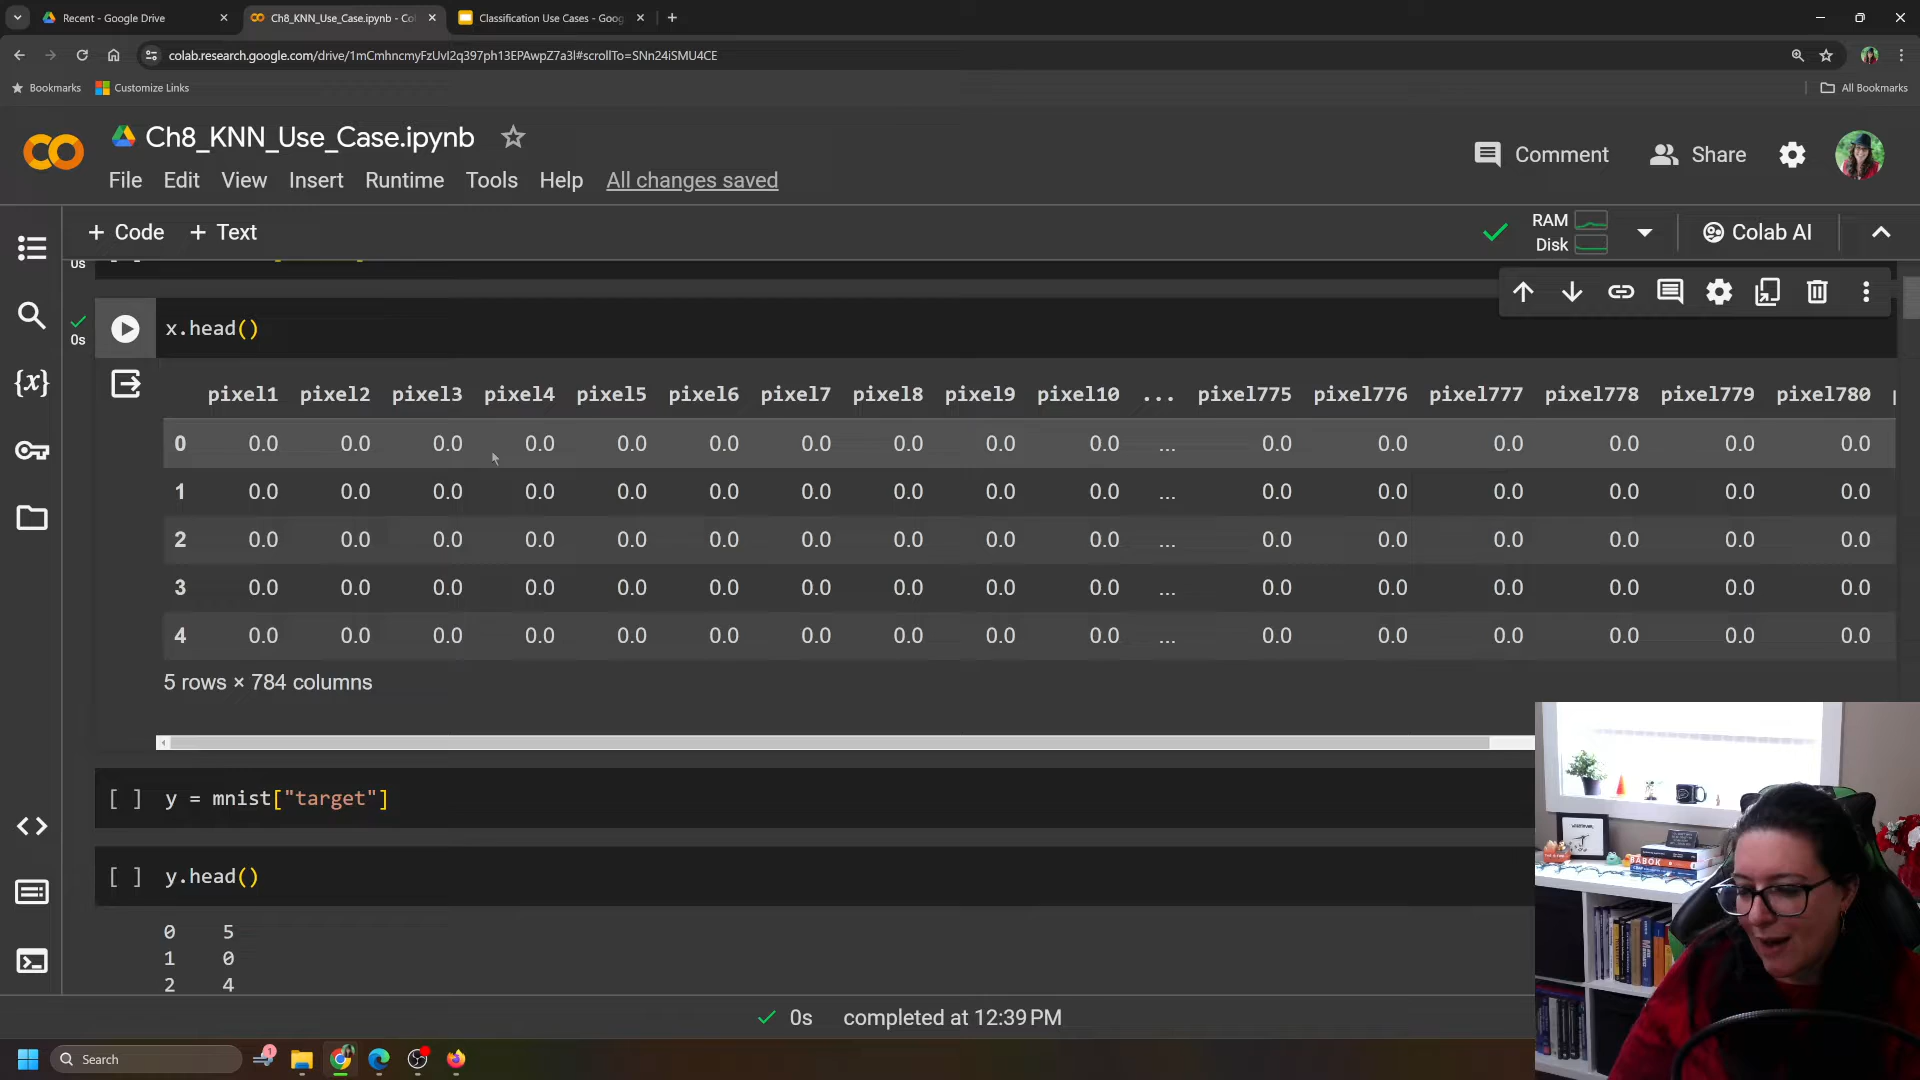 Recent - Google Drive
Ch8_KNN_Use_Case.ipynb - Co
Classification Use Cases - Goog
colab.research.google.com/drive/1mCmhncmyFzUvI2q397ph13EPAwpZ7a3l#scrollTo=SNn24iSMU4CE
Bookmarks
Customize Links
All Bookmarks
Ch8_KNN_Use_Case.ipynb
Comment
Share
File Edit View Insert Runtime Tools Help All changes saved
+ Code + Text
RAM
Disk
Colab AI
0s
x.head()
0s
{x}
pixel1 pixel2 pixel3 pixel4 pixel5 pixel6 pixel7 pixel8 pixel9 pixel10 ... pixel775 pixel776 pixel777 pixel778 pixel779 pixel780
0 0.0 0.0 0.0 0.0 0.0 0.0 0.0 0.0 0.0 0.0 ... 0.0 0.0 0.0 0.0 0.0 0.0
1 0.0 0.0 0.0 0.0 0.0 0.0 0.0 0.0 0.0 0.0 ... 0.0 0.0 0.0 0.0 0.0 0.0
2 0.0 0.0 0.0 0.0 0.0 0.0 0.0 0.0 0.0 0.0 ... 0.0 0.0 0.0 0.0 0.0 0.0
3 0.0 0.0 0.0 0.0 0.0 0.0 0.0 0.0 0.0 0.0 ... 0.0 0.0 0.0 0.0 0.0 0.0
4 0.0 0.0 0.0 0.0 0.0 0.0 0.0 0.0 0.0 0.0 ... 0.0 0.0 0.0 0.0 0.0 0.0
5 rows × 784 columns
[ ] y = mnist["target"]
[ ] y.head()
0 5
1 0
2 4
BABOK
0s completed at 12:39 PM
Search
1